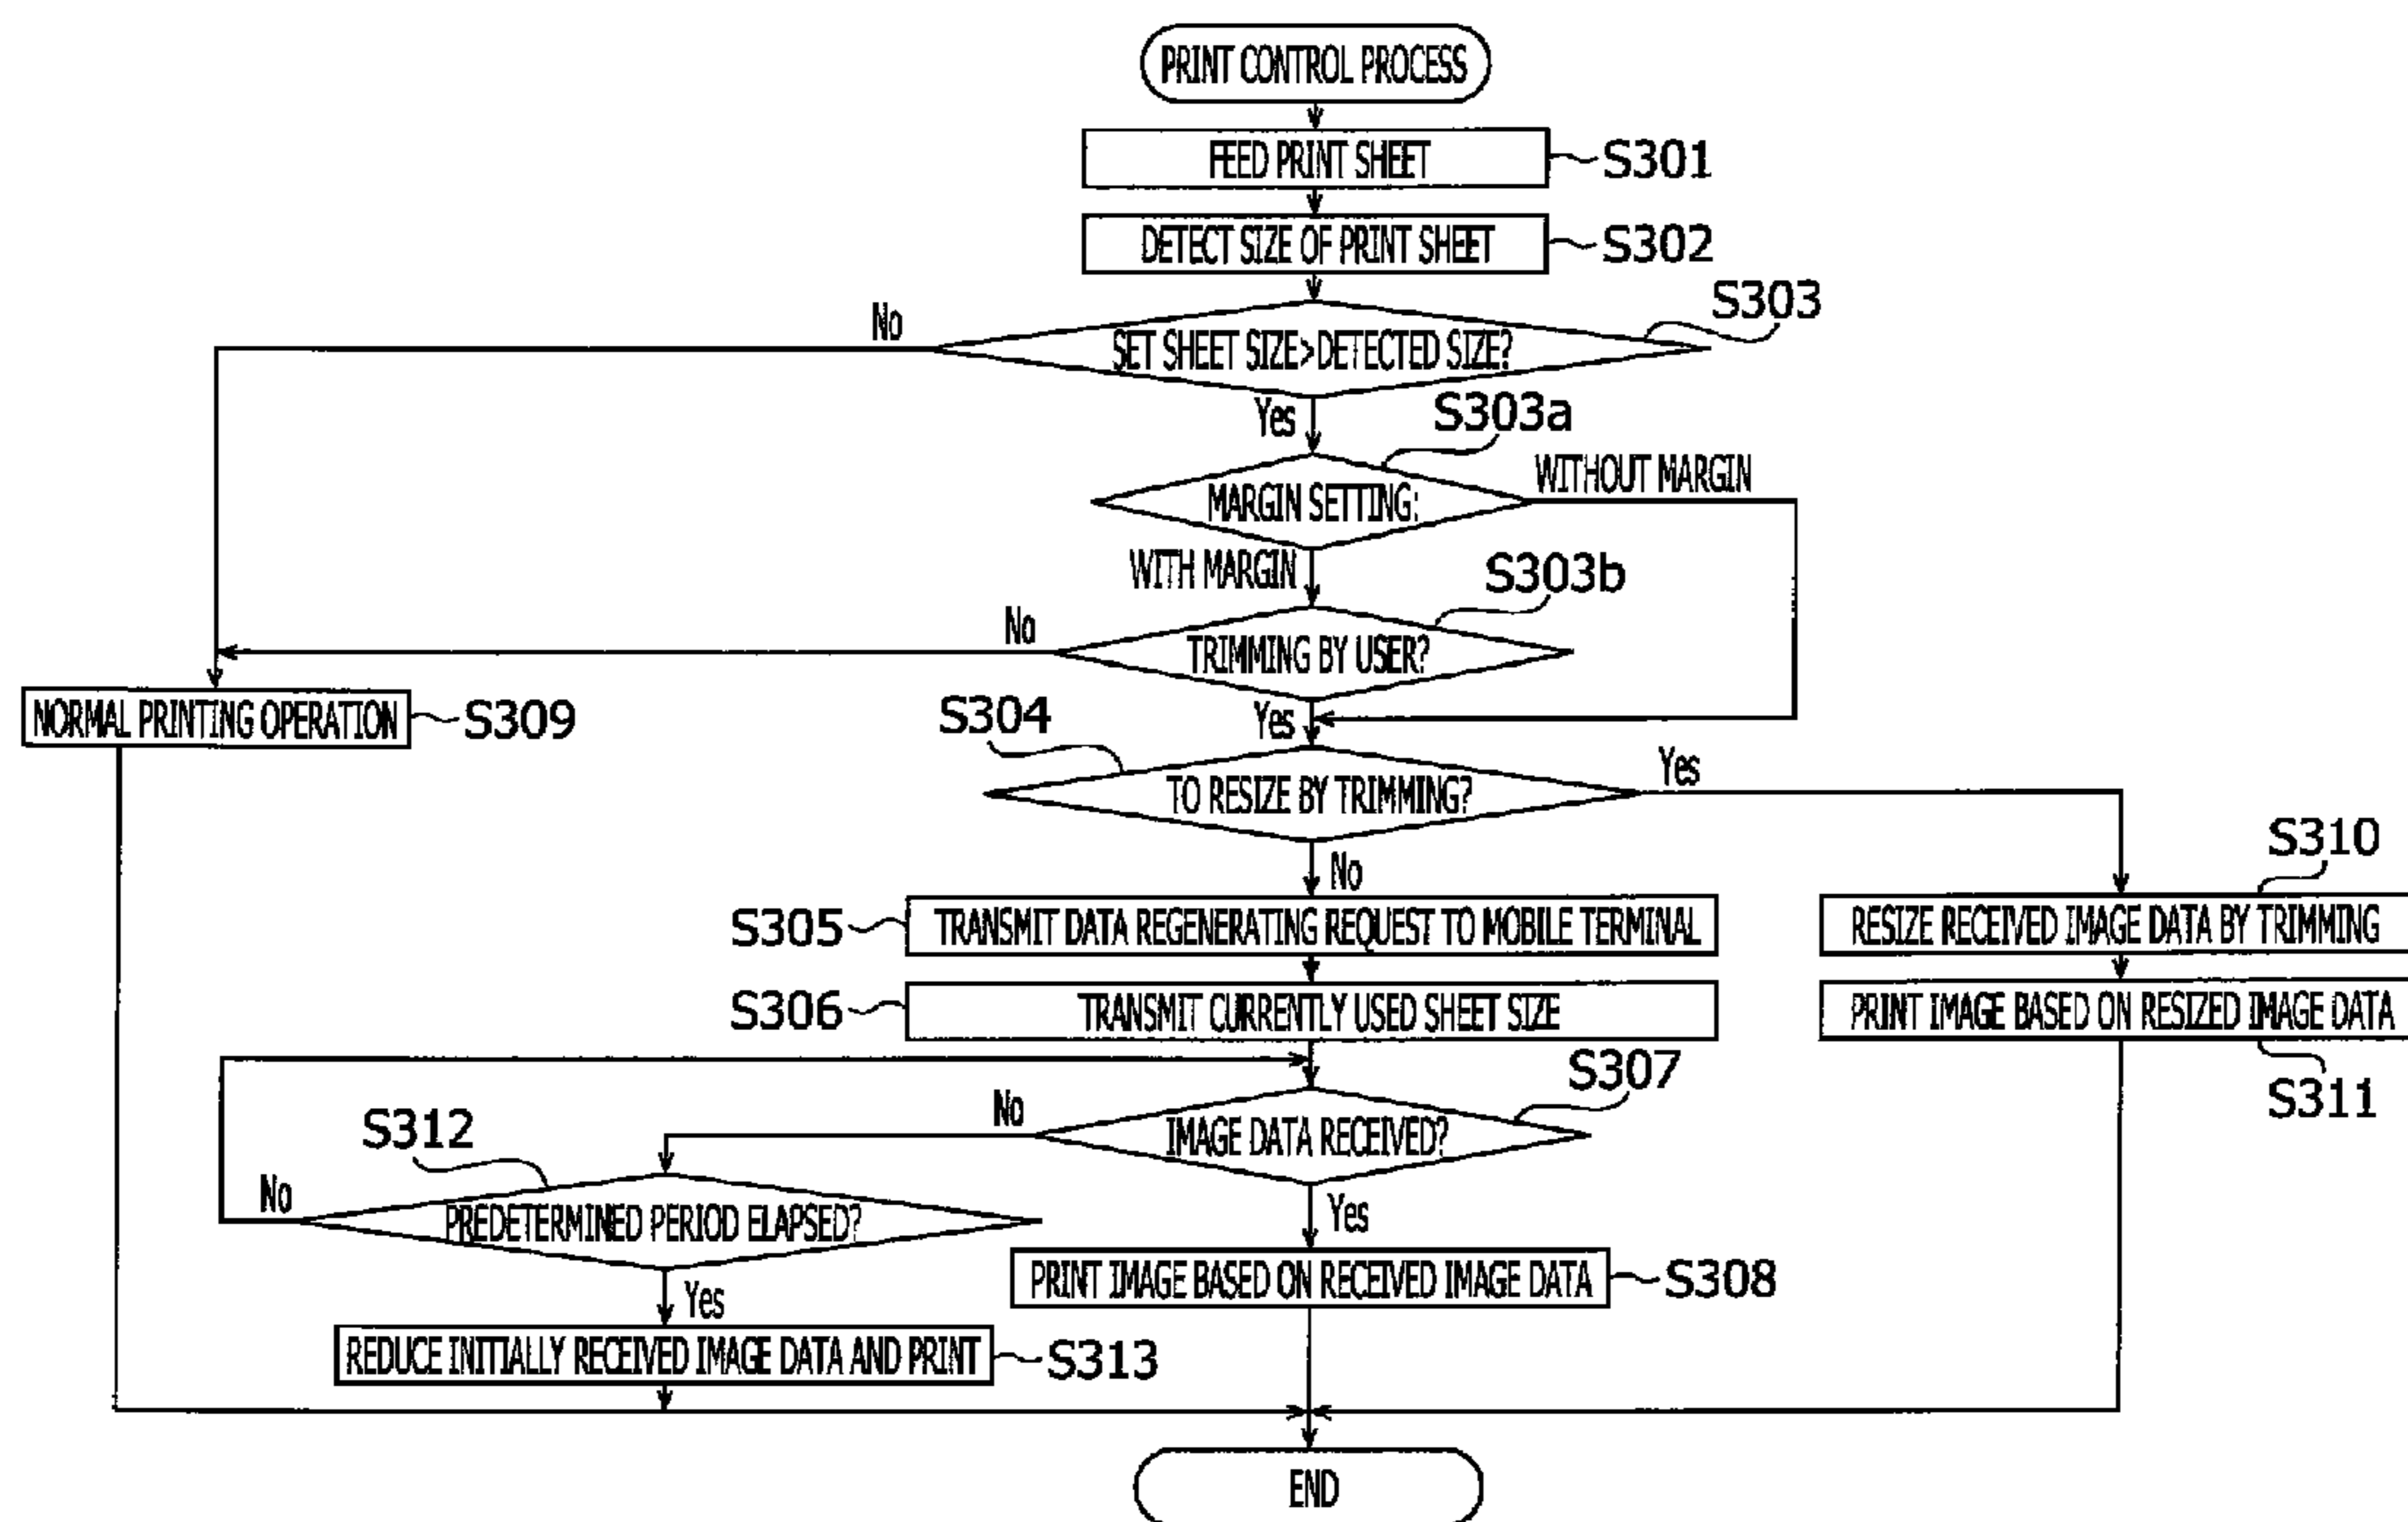 PRINT CONTROL PROCESS
FEED PRINT SHEET
S301
DETECT SIZE OF PRINT SHEET
S302
S303
No
SET SHEET SIZE>DETECTED SIZE?
Yes
S303a
WITHOUT MARGIN
MARGIN SETTING:
WITH MARGIN
S303b
No
TRIMMING BY USER?
NORMAL PRINTING OPERATION
S309
S304
Yes
Yes
TO RESIZE BY TRIMMING?
S310
No
S305
TRANSMIT DATA REGENERATING REQUEST TO MOBILE TERMINAL
RESIZE RECEIVED IMAGE DATA BY TRIMMING
S306
TRANSMIT CURRENTLY USED SHEET SIZE
PRINT IMAGE BASED ON RESIZED IMAGE DATA
S307
S311
No
S312
IMAGE DATA RECEIVED?
No
PREDETERMINED PERIOD ELAPSED?
Yes
PRINT IMAGE BASED ON RECEIVED IMAGE DATA
S308
Yes
REDUCE INITIALLY RECEIVED IMAGE DATA AND PRINT
S313
END